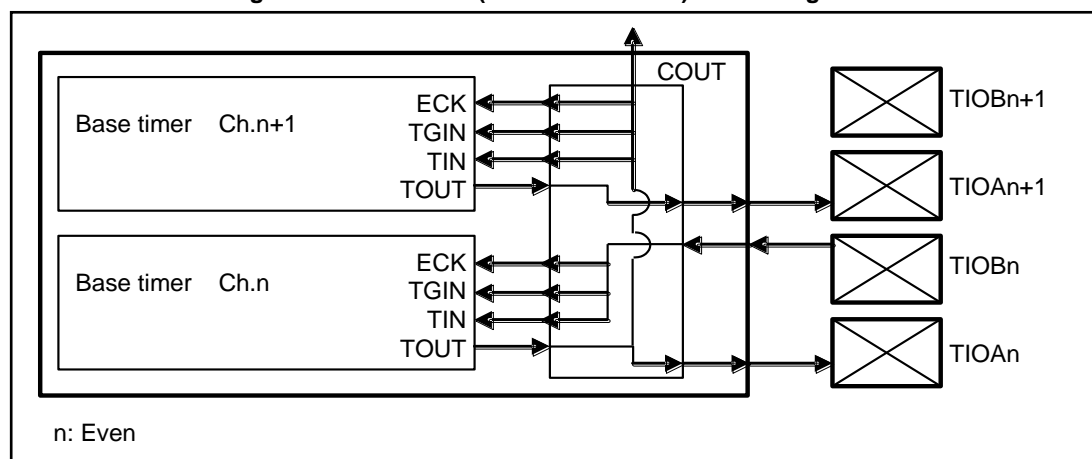 COUT
Base timer Ch.n+1
ECK
TGIN
TIN
TOUT
Base timer Ch.n
ECK
TGIN
TIN
TOUT
TIOBn+1
TIOAn+1
TIOBn
TIOAn
n: Even